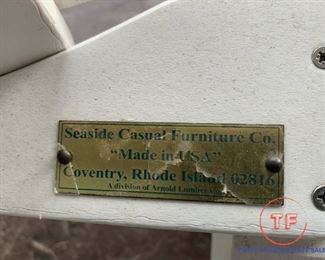 Seaside Casual Furniture Co.
"Made in USA"
Coventry, Rhode Island 02816
A division of Arnold Lumber
TF